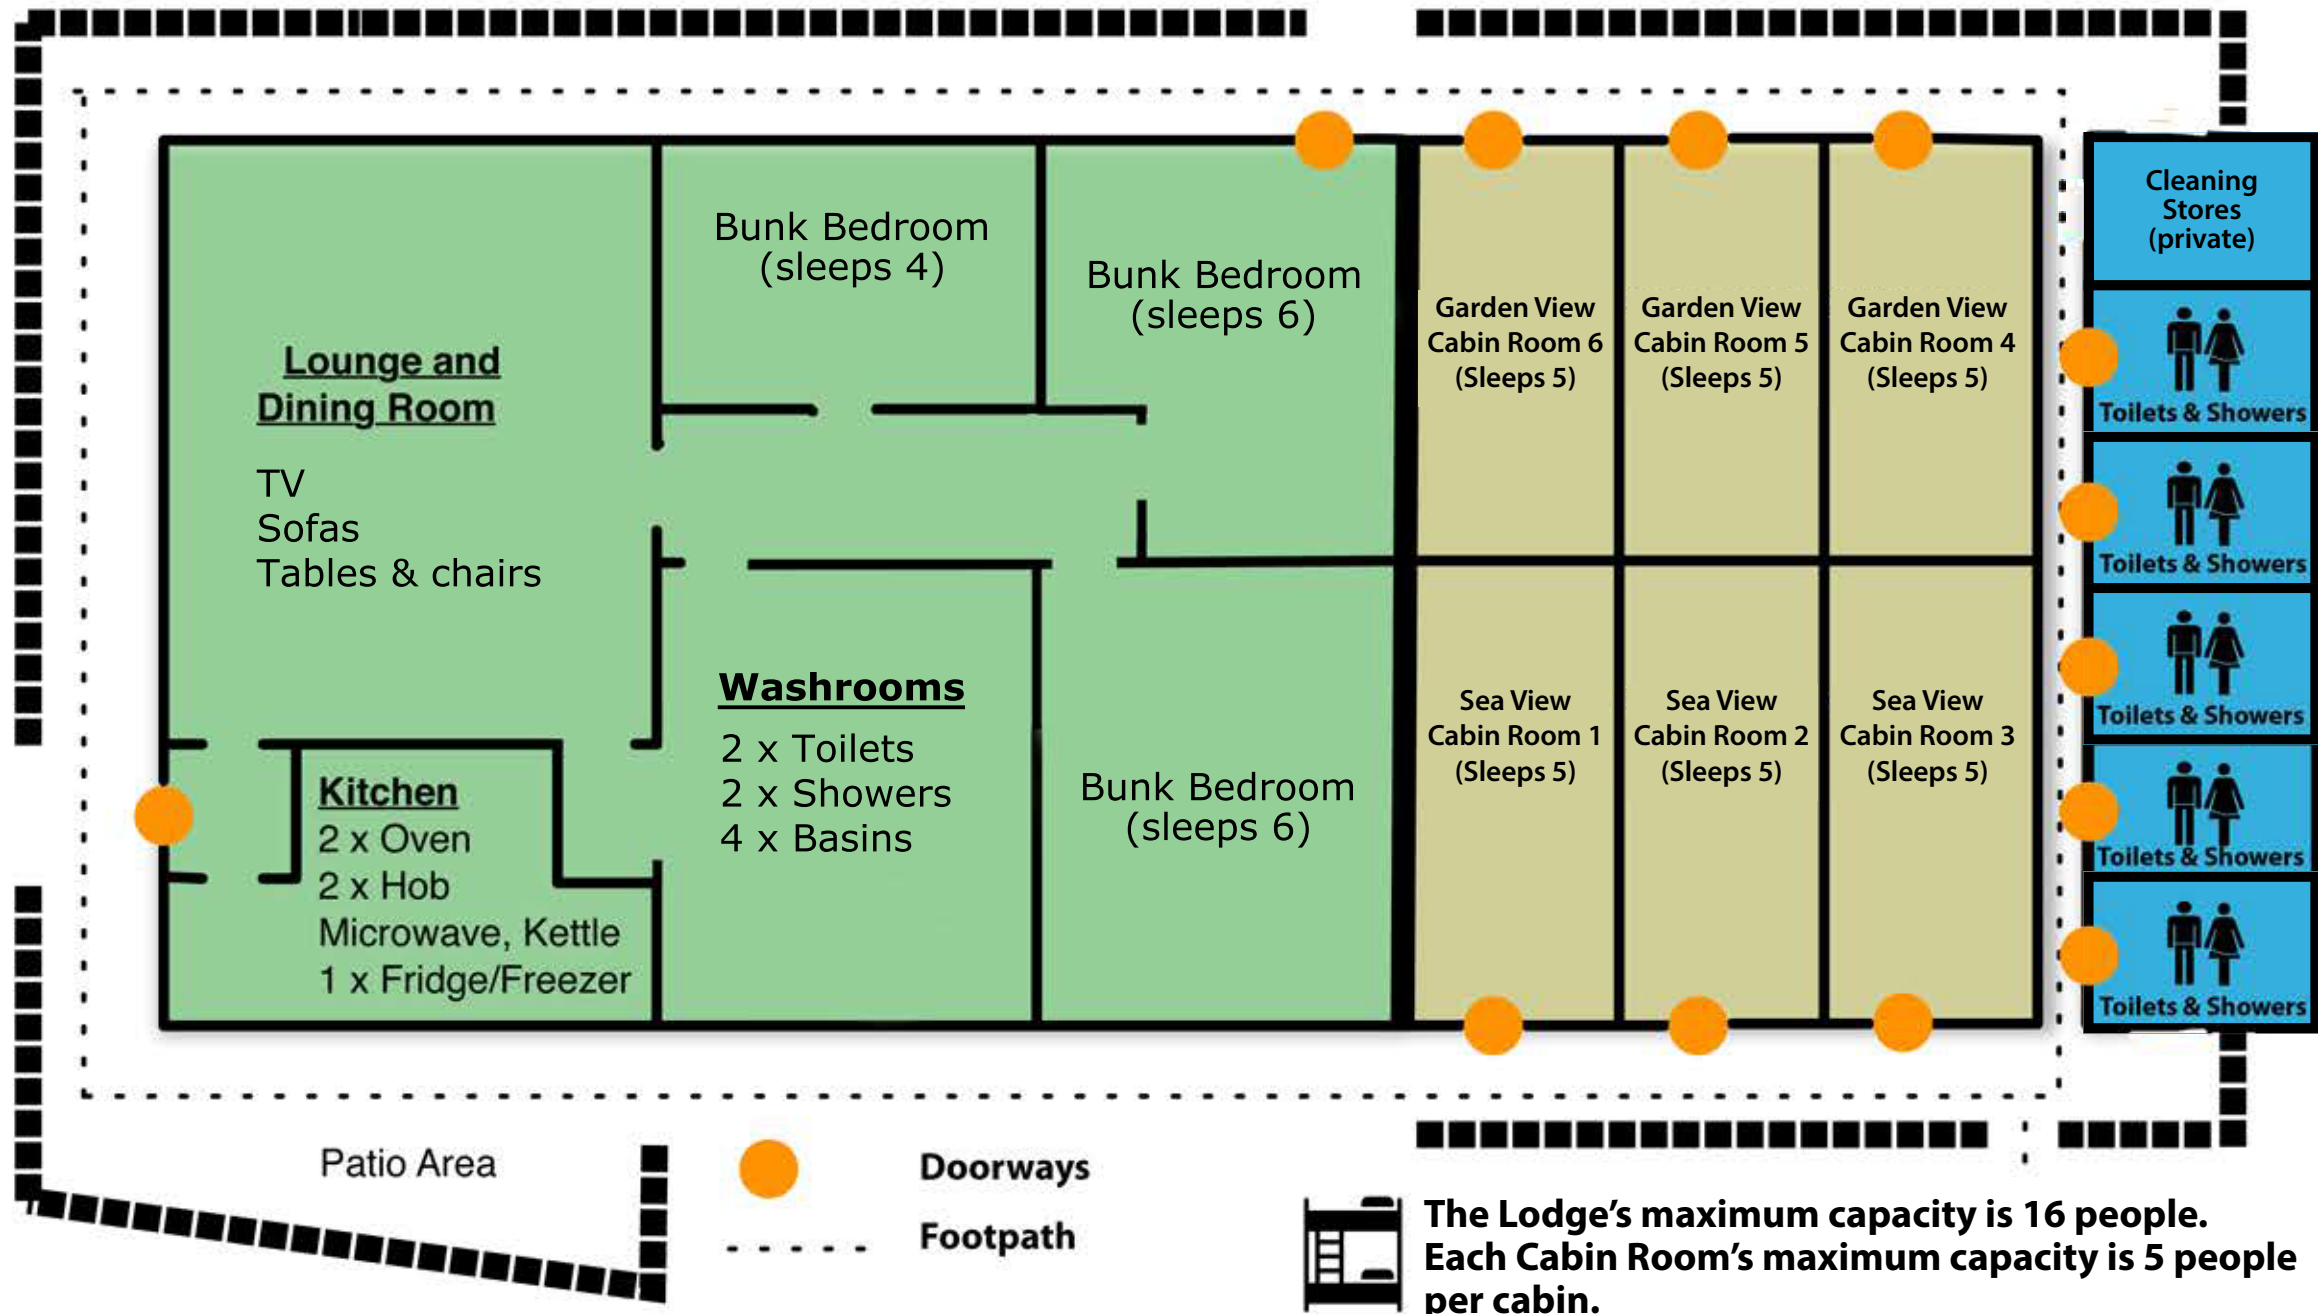 Lounge and
Dining Room
TV
Sofas
Tables & chairs
Bunk Bedroom
(sleeps 4)
Bunk Bedroom
(sleeps 6)
Garden View
Cabin Room 6
(Sleeps 5)
Garden View
Cabin Room 5
(Sleeps 5)
Garden View
Cabin Room 4
(Sleeps 5)
Cleaning
Stores
(private)
Toilets & Showers
Toilets & Showers
Toilets & Showers
Toilets & Showers
Toilets & Showers
Kitchen
2 x Oven
2 x Hob
Microwave, Kettle
1 x Fridge/Freezer
Washrooms
2 x Toilets
2 x Showers
4 x Basins
Bunk Bedroom
(sleeps 6)
Sea View
Cabin Room 1
(Sleeps 5)
Sea View
Cabin Room 2
(Sleeps 5)
Sea View
Cabin Room 3
(Sleeps 5)
Patio Area
Doorways
Footpath
The Lodge’s maximum capacity is 16 people.
Each Cabin Room’s maximum capacity is 5 people
per cabin.